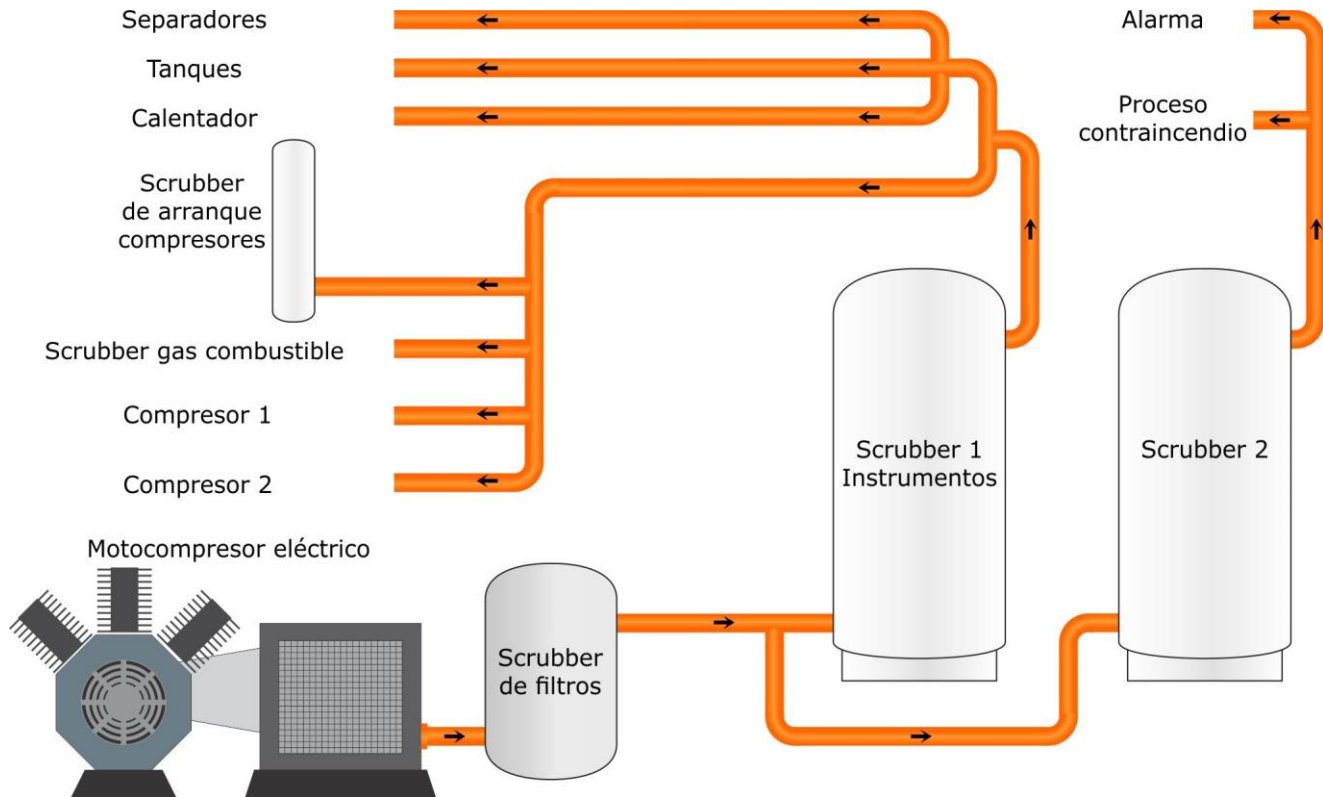 Separadores
Tanques
Calentador
Scrubber
de arranque
compresores
Scrubber gas combustible
Compresor 1
Compresor 2
Motocompresor eléctrico
Scrubber
de filtros
Scrubber 1
Instrumentos
Scrubber 2
Alarma
Proceso
contraincendio